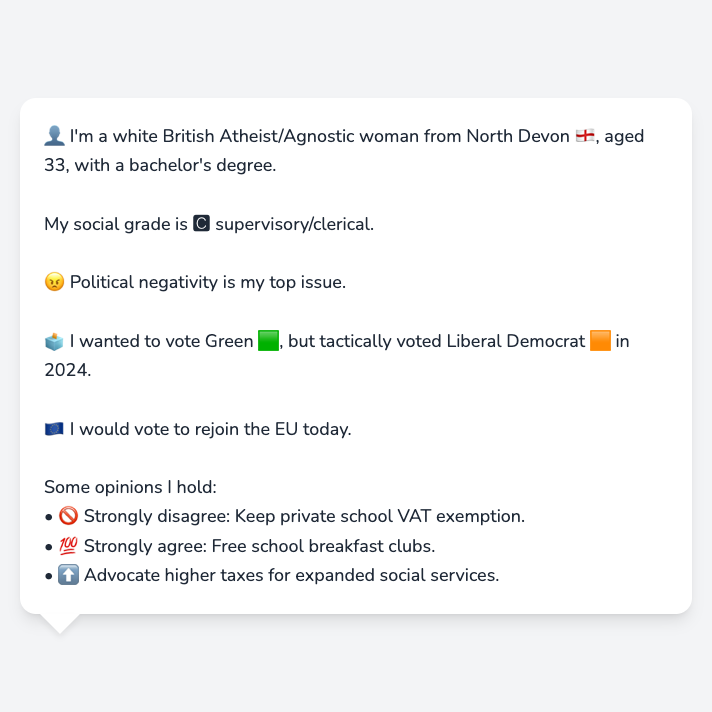 👤 I'm a white British Atheist/Agnostic woman from North Devon 🏴󠁧󠁢󠁥󠁮󠁧󠁿, aged
33, with a bachelor's degree.
My social grade is 🅲 supervisory/clerical.
😠 Political negativity is my top issue.
🗳️ I wanted to vote Green 🟩, but tactically voted Liberal Democrat 🟧 in
2024.
🇪🇺 I would vote to rejoin the EU today.
Some opinions I hold:
• 🚫 Strongly disagree: Keep private school VAT exemption.
• 💯 Strongly agree: Free school breakfast clubs.
• ⬆️ Advocate higher taxes for expanded social services.